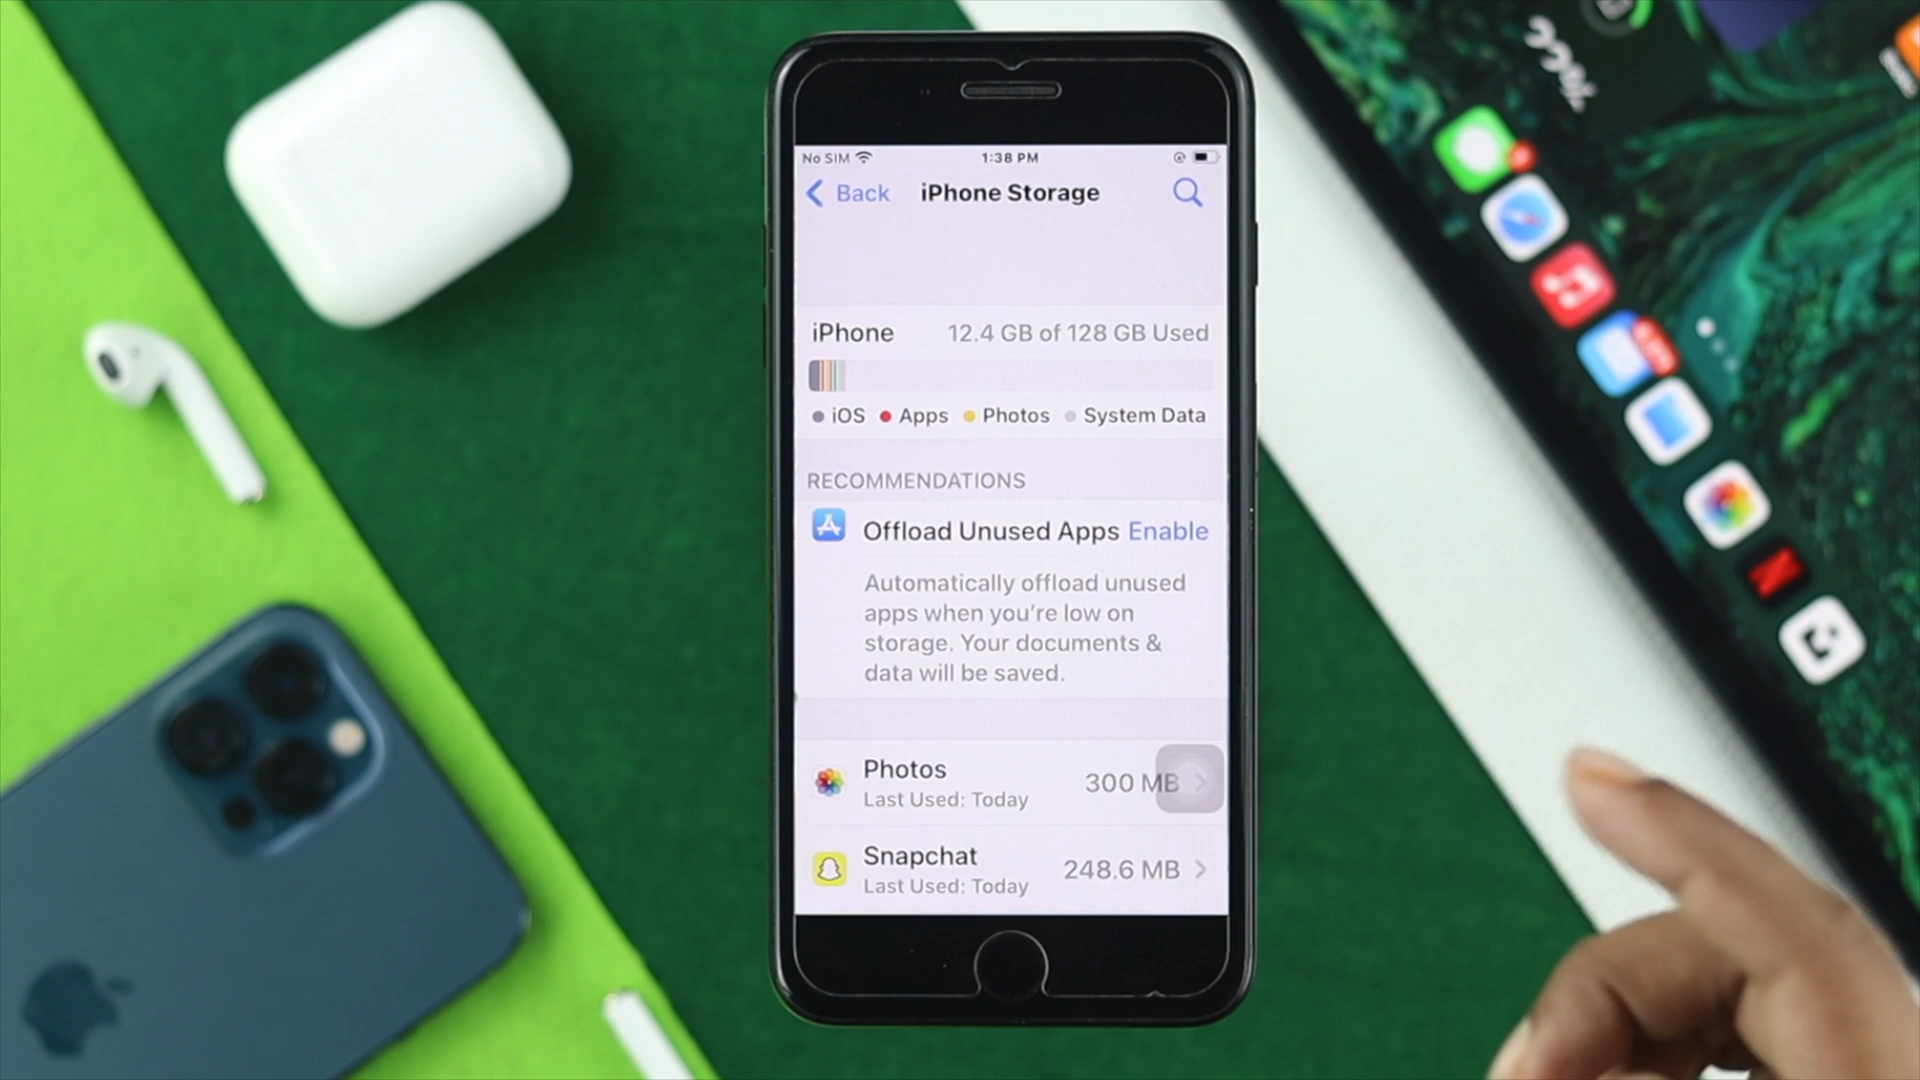 No SIM 1:38 PM
Back iPhone Storage
iPhone 12.4 GB of 128 GB Used
iOS Apps Photos System Data
RECOMMENDATIONS
Offload Unused Apps Enable
Automatically offload unused
apps when you're low on
storage. Your documents &
data will be saved.
Photos 300 MB
Last Used: Today
Snapchat 248.6 MB
Last Used: Today